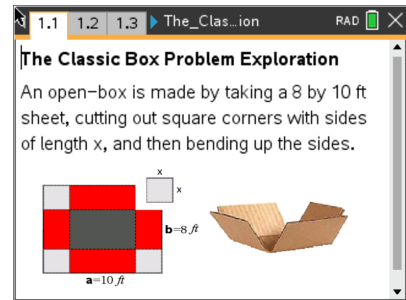 1.1 1.2 1.3 The_Clas…ion RAD
The Classic Box Problem Exploration
An open-box is made by taking a 8 by 10 ft
sheet, cutting out square corners with sides
of length x, and then bending up the sides.
x
x
b=8 ft
a=10 ft